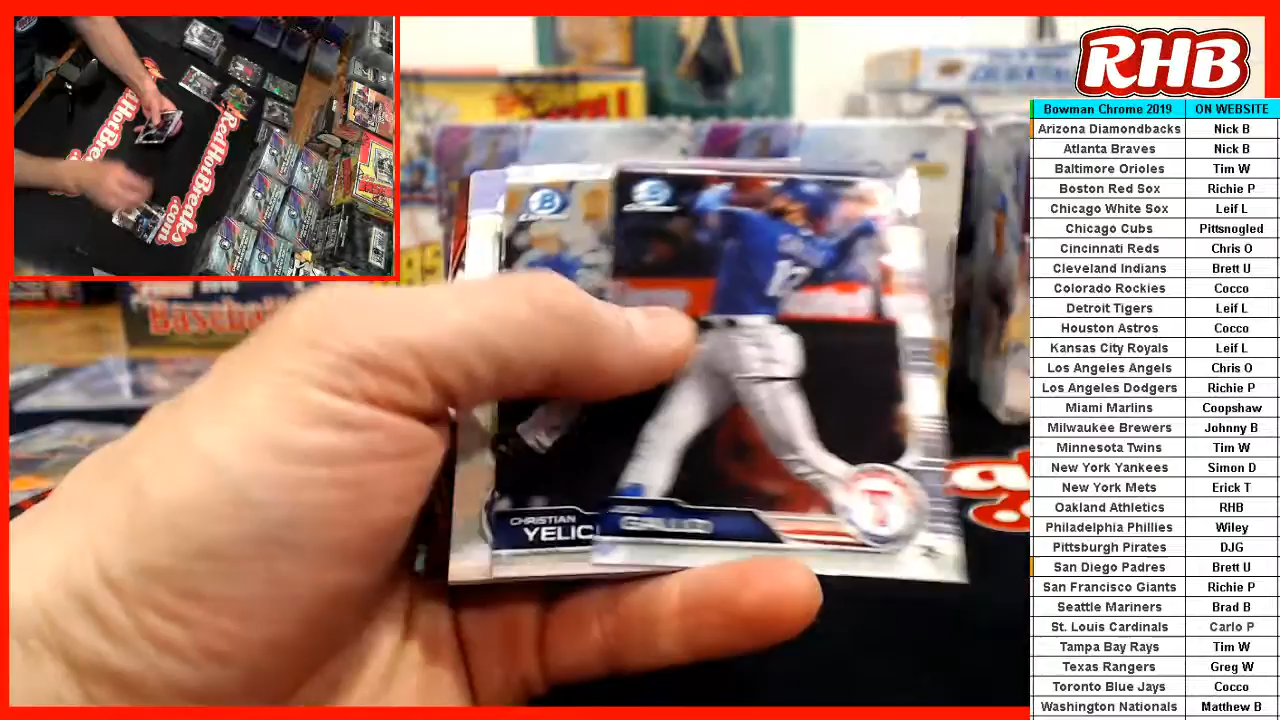 RHB
Bowman Chrome 2019 ON WEBSITE
Arizona Diamondbacks Nick B
Atlanta Braves Nick B
Baltimore Orioles Tim W
Boston Red Sox Richie P
Chicago White Sox Leif L
Chicago Cubs Pittsnogled
Cincinnati Reds Chris O
Cleveland Indians Brett U
Colorado Rockies Cocco
Detroit Tigers Leif L
Houston Astros Cocco
Kansas City Royals Leif L
Los Angeles Angels Chris O
Los Angeles Dodgers Richie P
Miami Marlins Coopshaw
Milwaukee Brewers Johnny B
Minnesota Twins Tim W
New York Yankees Simon D
New York Mets Erick T
Oakland Athletics RHB
Philadelphia Phillies Wiley
Pittsburgh Pirates DJG
San Diego Padres Brett U
San Francisco Giants Richie P
Seattle Mariners Brad B
St. Louis Cardinals Carlo P
Tampa Bay Rays Tim W
Texas Rangers Greg W
Toronto Blue Jays Cocco
Washington Nationals Matthew B
RedHotBreaks
.com
Baseball
CHRISTIAN
YELIC
GALLO